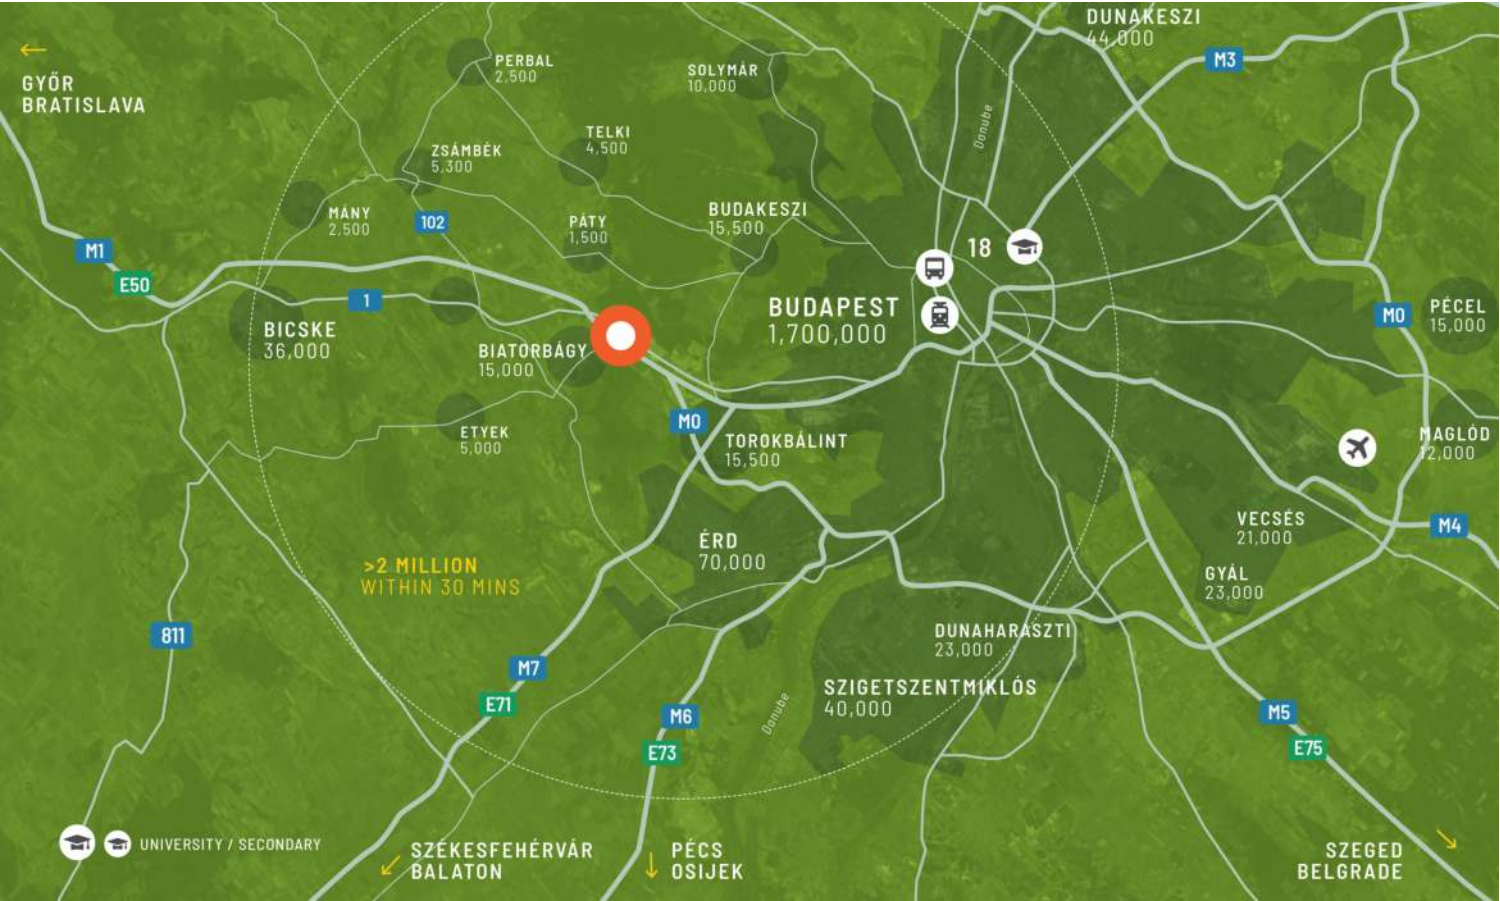 DUNAKESZI
44,000
M3
GYŐR
BRATISLAVA
PERBAL
2,500
SOLYMÁR
10,000
Danube
TELKI
4,500
ZSÁMBÉK
5,300
MÁNY
2,500
102
PÁTY
1,500
BUDAKESZI
15,500
18
M1
E50
1
BICSKE
36,000
BUDAPEST
1,700,000
M0
PÉCEL
15,000
BIATORBÁGY
15,000
M0
ETYEK
5,000
TOROKBÁLINT
15,500
MAGLÓD
12,000
VECSÉS
21,000
M4
ÉRD
70,000
>2 MILLION
WITHIN 30 MINS
GYÁL
23,000
811
DUNAHARASZTI
23,000
M7
E71
SZIGETSZENTMIKLÓS
40,000
Danube
M6
E73
M5
E75
UNIVERSITY / SECONDARY
SZÉKESFEHÉRVÁR
BALATON
PÉCS
OSIJEK
SZEGED
BELGRADE